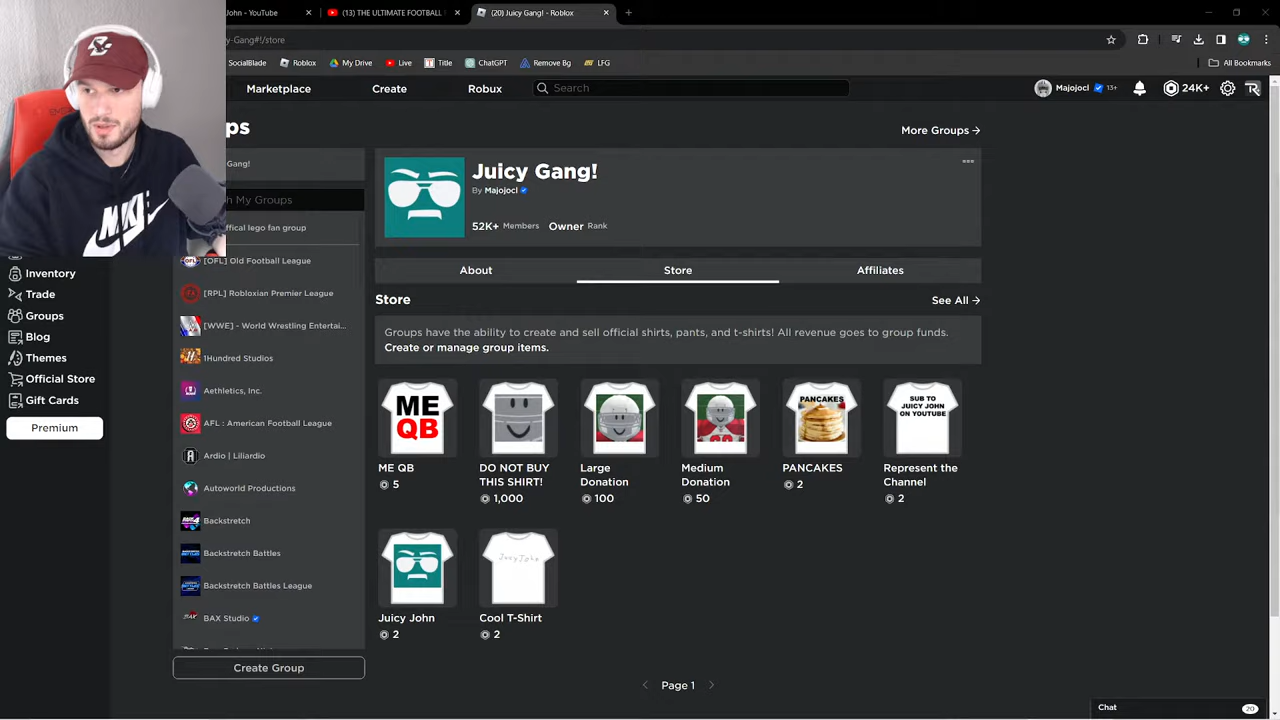 John - YouTube
(13) THE ULTIMATE FOOTBALL
(20) Juicy Gang! - Roblox
y-Gang#!/store
SocialBlade
Roblox
My Drive
Live
Title
ChatGPT
Remove Bg
LFG
All Bookmarks
Marketplace
Create
Robux
Search
Majojocl
13+
24K+
ps
More Groups
Gang!
Juicy Gang!
By Majojocl
52K+ Members
Owner Rank
My Groups
ffical lego fan group
About
Store
Affiliates
[OFL] Old Football League
Inventory
[RPL] Robloxian Premier League
Trade
Groups
[WWE] - World Wrestling Entertai...
Blog
1Hundred Studios
Themes
Official Store
Aethletics, Inc.
Gift Cards
AFL : American Football League
Premium
Ardio | Liliardio
Autoworld Productions
Backstretch
Backstretch Battles
Backstretch Battles League
BAX Studio
Create Group
Store
See All
Groups have the ability to create and sell official shirts, pants, and t-shirts! All revenue goes to group funds.
Create or manage group items.
ME
QB
PANCAKES
SUB TO
JUICY JOHN
ON YOUTUBE
ME QB
5
DO NOT BUY
THIS SHIRT!
1,000
Large
Donation
100
Medium
Donation
50
PANCAKES
2
Represent the
Channel
2
Juicy John
2
Cool T-Shirt
2
Page 1
Chat
20